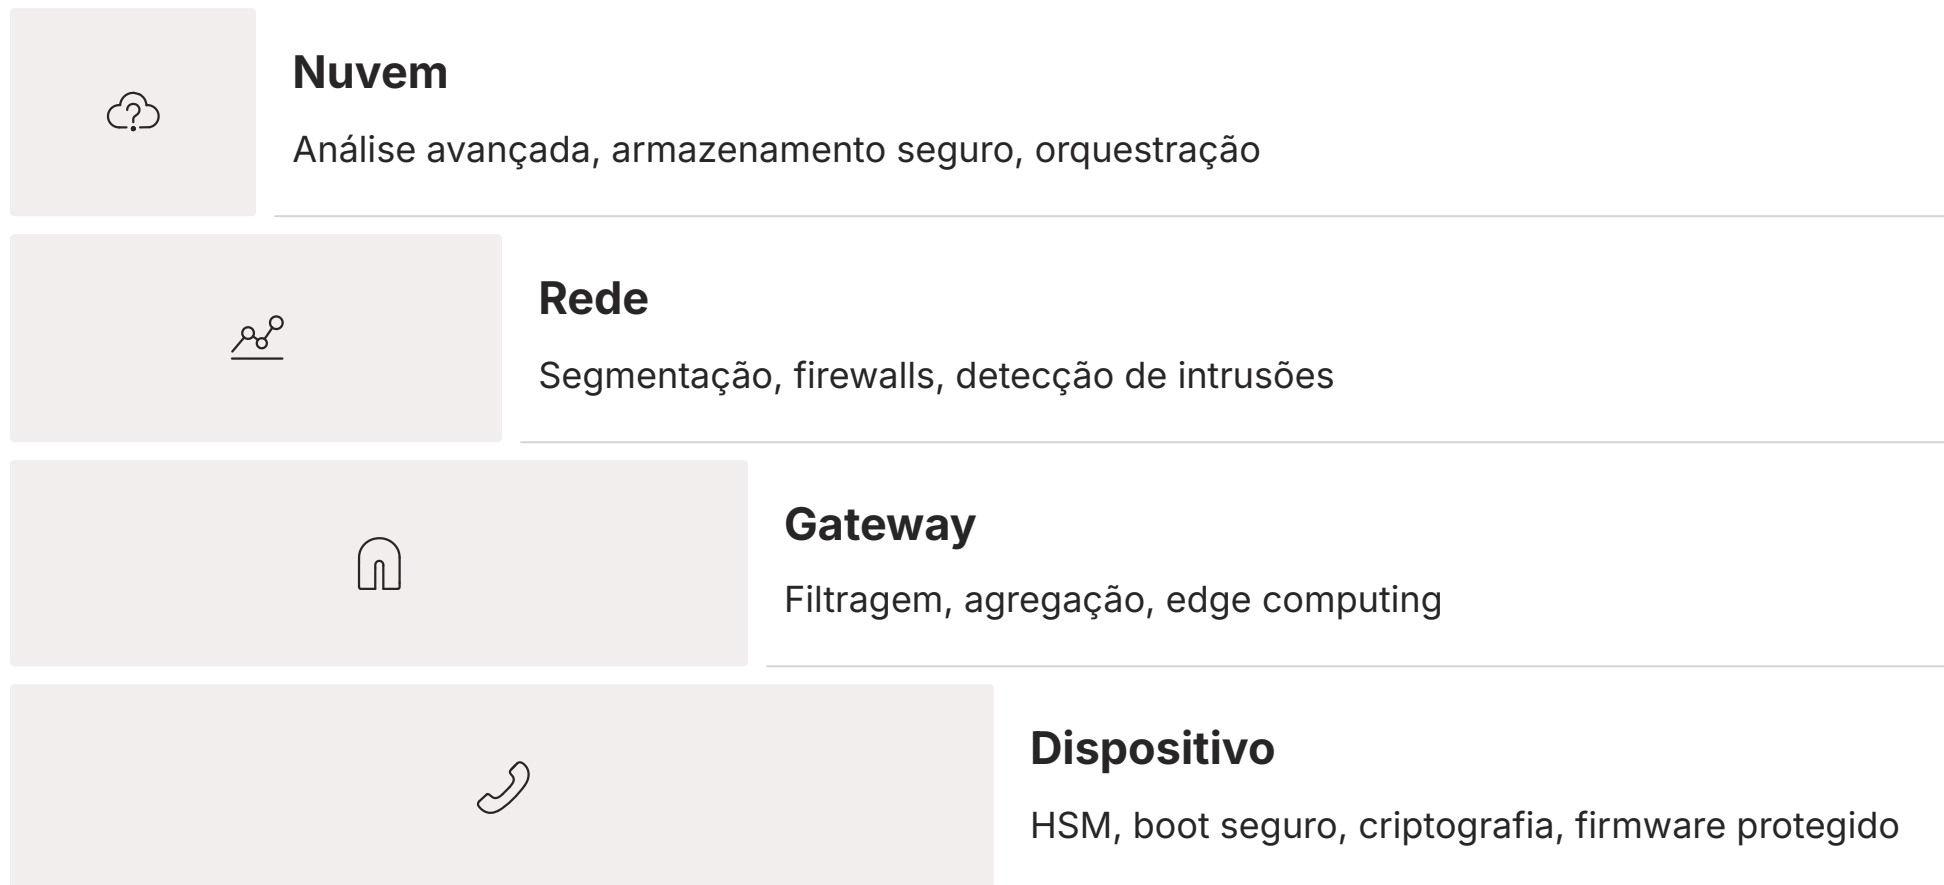 Nuvem
Análise avançada, armazenamento seguro, orquestração
Rede
Segmentação, firewalls, detecção de intrusões
Gateway
Filtragem, agregação, edge computing
Dispositivo
HSM, boot seguro, criptografia, firmware protegido